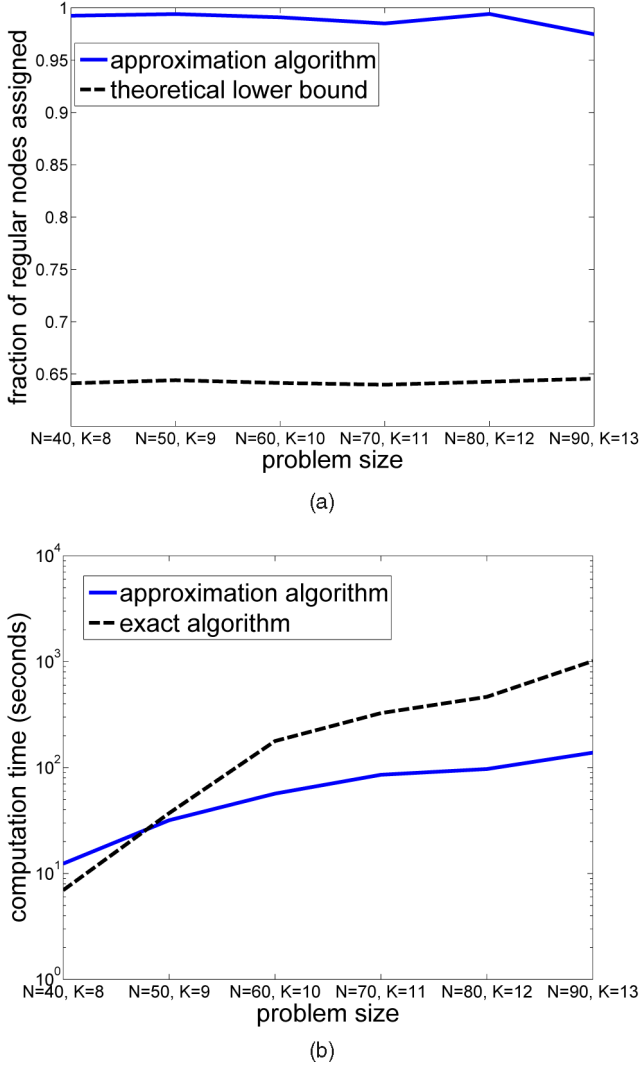 1
0.95
0.9
0.85
0.8
0.75
0.7
0.65
fraction of regular nodes assigned
approximation algorithm
theoretical lower bound
N=40, K=8 N=50, K=9 N=60, K=10 N=70, K=11 N=80, K=12 N=90, K=13
problem size
(a)
10^4
10^3
10^2
10^1
10^0
computation time (seconds)
approximation algorithm
exact algorithm
N=40, K=8 N=50, K=9 N=60, K=10 N=70, K=11 N=80, K=12 N=90, K=13
problem size
(b)